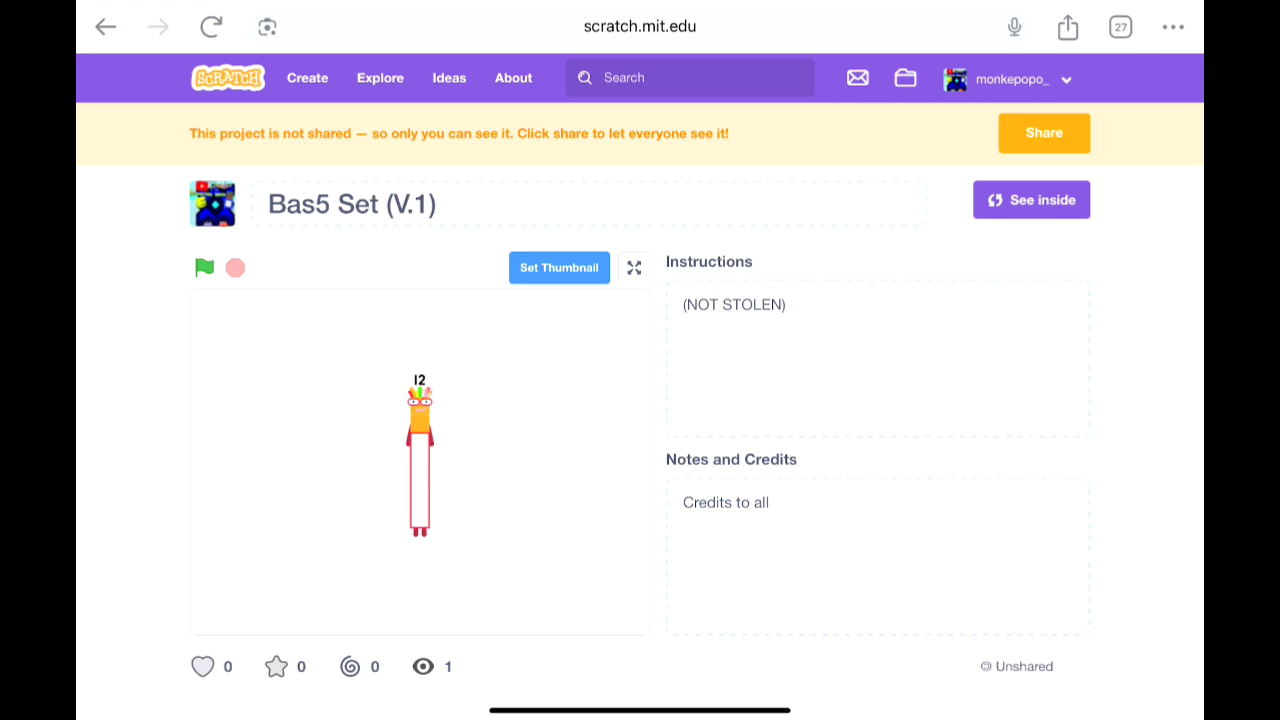 scratch.mit.edu
27
SCRATCH
Create
Explore
Ideas
About
Search
monkepopo_
This project is not shared — so only you can see it. Click share to let everyone see it!
Share
Bas5 Set (V.1)
See inside
Set Thumbnail
Instructions
(NOT STOLEN)
12
Notes and Credits
Credits to all
0
0
0
1
Unshared